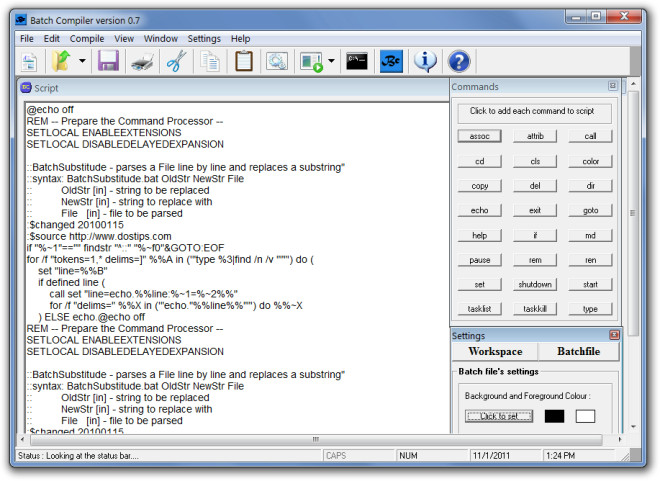 Batch Compiler version 0.7
File Edit Compile View Window Settings Help
Script
@echo off
REM -- Prepare the Command Processor --
SETLOCAL ENABLEEXTENSIONS
SETLOCAL DISABLEDELAYEDEXPANSION
::BatchSubstitude - parses a File line by line and replaces a substring"
::syntax: BatchSubstitude.bat OldStr NewStr File
:: OldStr [in] - string to be replaced
:: NewStr [in] - string to replace with
:: File [in] - file to be parsed
:$changed 20100115
:$source http://www.dostips.com
if "%~1"=="" findstr "^::" "%~f0"&GOTO:EOF
for /f "tokens=1,* delims=]" %%A in ('"type %3|find /n /v """"') do (
set "line=%%B"
if defined line (
call set "line=echo.%%line:%~1=%~2%%"
for /f "delims=" %%X in ('"echo."%%line%%""') do %%~X
) ELSE echo.@echo off
REM -- Prepare the Command Processor --
SETLOCAL ENABLEEXTENSIONS
SETLOCAL DISABLEDELAYEDEXPANSION
::BatchSubstitude - parses a File line by line and replaces a substring"
::syntax: BatchSubstitude.bat OldStr NewStr File
:: OldStr [in] - string to be replaced
:: NewStr [in] - string to replace with
:: File [in] - file to be parsed
:$changed 20100115
Commands
Click to add each command to script
assoc attrib call
cd cls color
copy del dir
echo exit goto
help if md
pause rem ren
set shutdown start
tasklist taskkill type
Settings
Workspace Batchfile
Batch file's settings
Background and Foreground Colour :
Click to set
Status : Looking at the status bar.... CAPS NUM 11/1/2011 1:24 PM